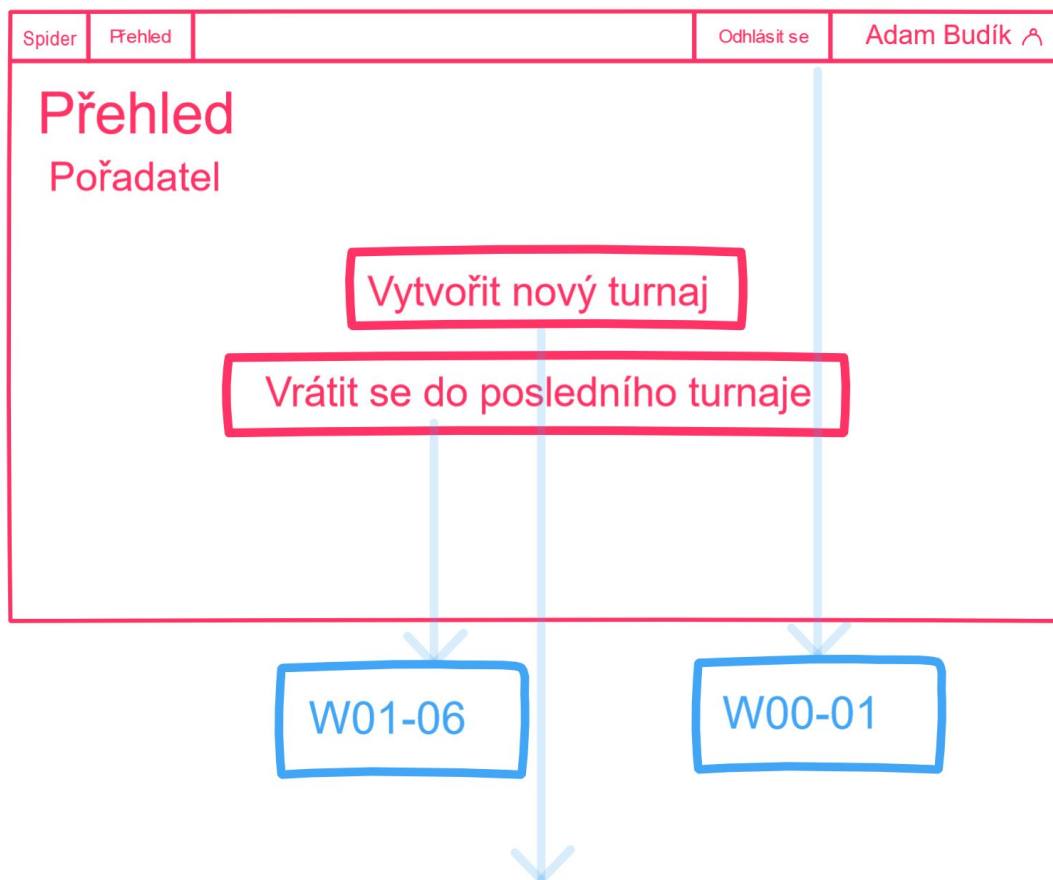 Spider Přehled Odhlásit se Adam Budík
Přehled
Pořadatel
Vytvořit nový turnaj
Vrátit se do posledního turnaje
W01-06 W00-01